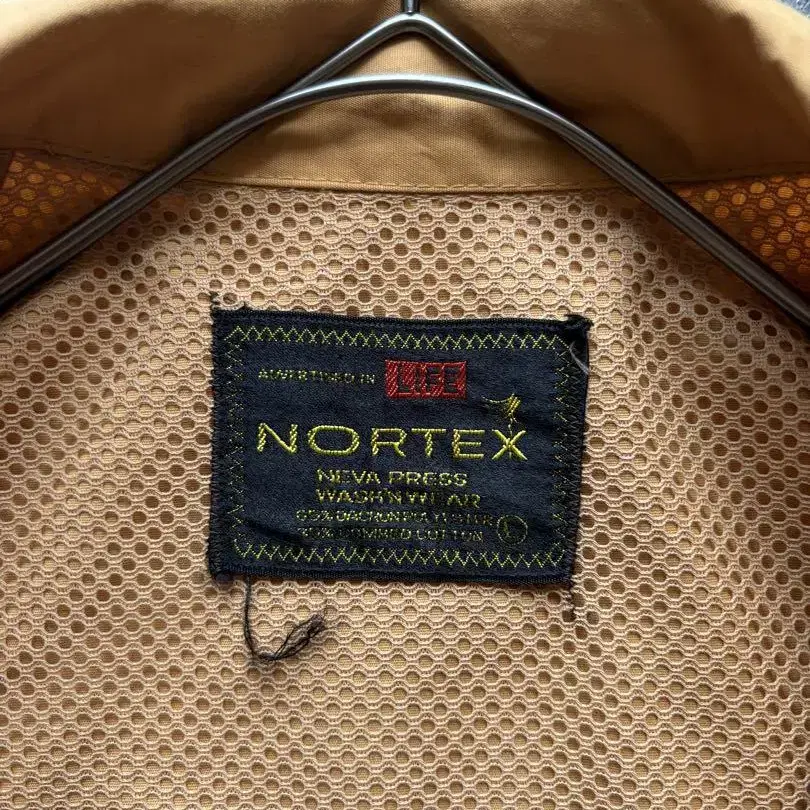 ADVERTISED IN LIFE
NORTEX
NEVA PRESS
WASH'N WEAR
65% DACRON POLYESTER L
35% COMBED COTTON